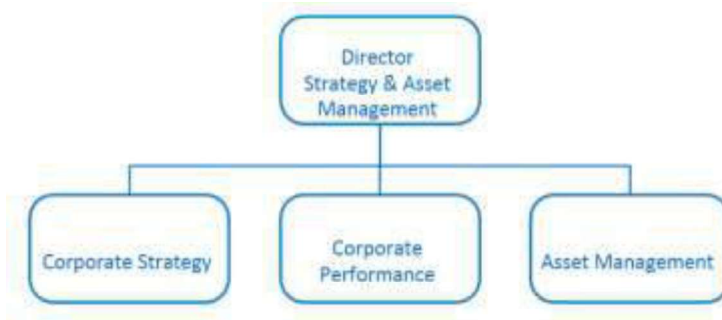 Director
Strategy & Asset
Management
Corporate Strategy
Corporate
Performance
Asset Management